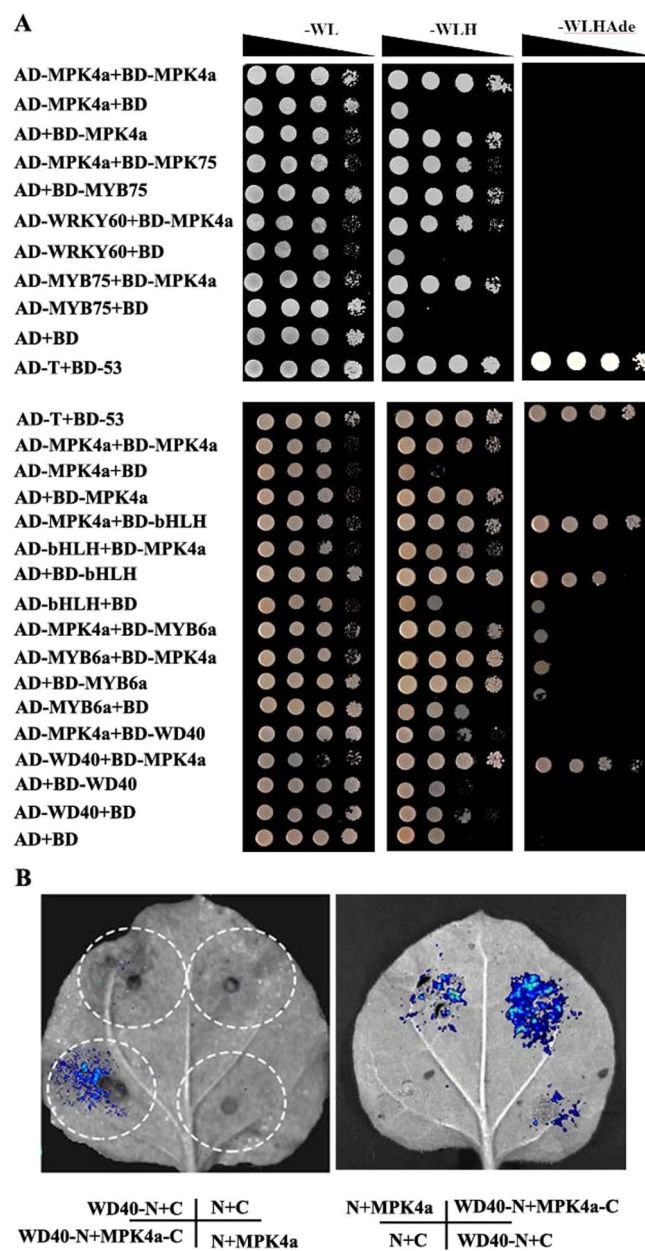 A
-WL -WLH -WLHAde
AD-MPK4a+BD-MPK4a
AD-MPK4a+BD
AD+BD-MPK4a
AD-MPK4a+BD-MPK75
AD+BD-MYB75
AD-WRKY60+BD-MPK4a
AD-WRKY60+BD
AD-MYB75+BD-MPK4a
AD-MYB75+BD
AD+BD
AD-T+BD-53
AD-T+BD-53
AD-MPK4a+BD-MPK4a
AD-MPK4a+BD
AD+BD-MPK4a
AD-MPK4a+BD-bHLH
AD-bHLH+BD-MPK4a
AD+BD-bHLH
AD-bHLH+BD
AD-MPK4a+BD-MYB6a
AD-MYB6a+BD-MPK4a
AD+BD-MYB6a
AD-MYB6a+BD
AD-MPK4a+BD-WD40
AD-WD40+BD-MPK4a
AD+BD-WD40
AD-WD40+BD
AD+BD
B
WD40-N+C N+C
WD40-N+MPK4a-C N+MPK4a
N+MPK4a WD40-N+MPK4a-C
N+C WD40-N+C